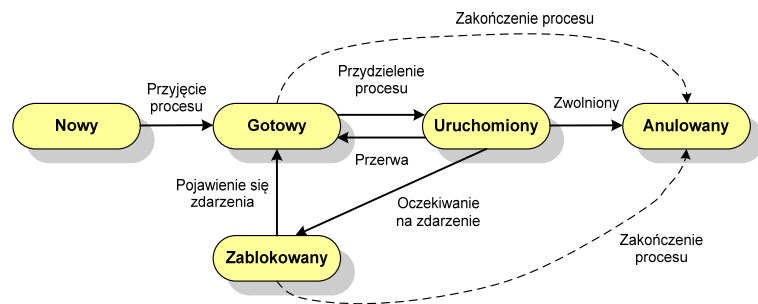 Zakończenie procesu
Przyjęcie
procesu
Przydzielenie
procesu
Zwolniony
Nowy
Gotowy
Uruchomiony
Anulowany
Przerwa
Pojawienie się
zdarzenia
Oczekiwanie
na zdarzenie
Zablokowany
Zakończenie
procesu